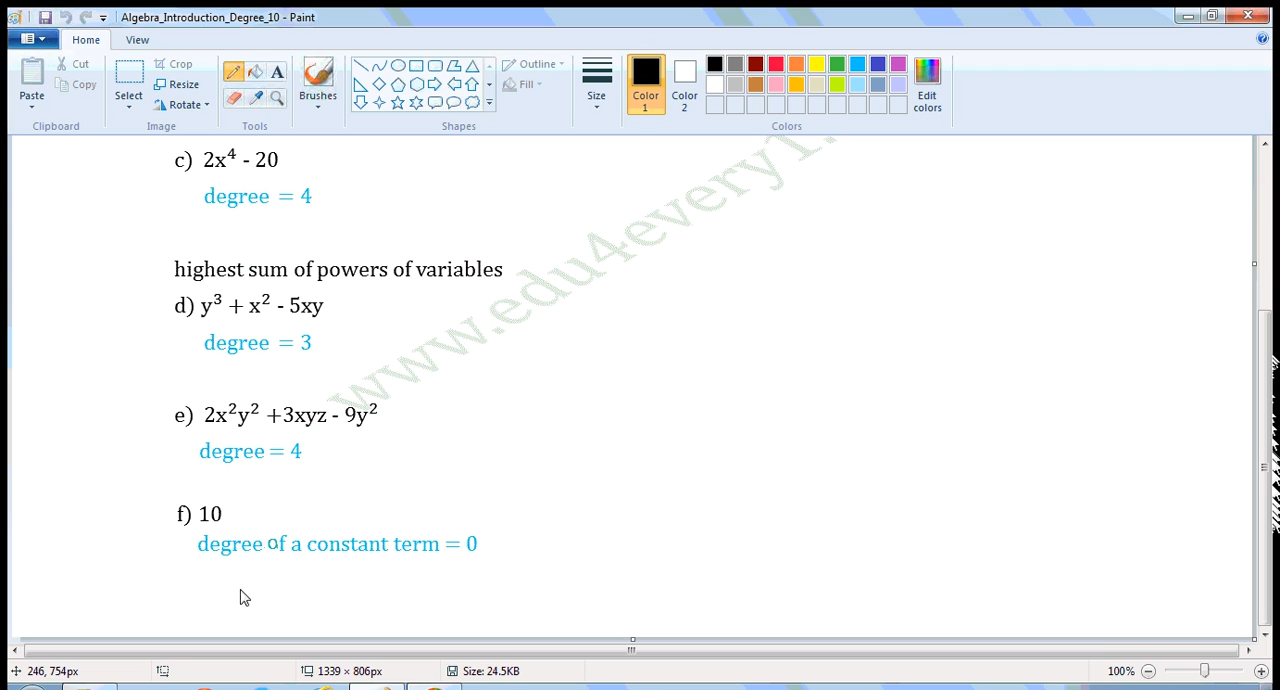 Algebra_Introduction_Degree_10 - Paint
Home View
Paste Cut Copy Select Crop Resize Rotate Brushes Outline Fill Size Color 1 Color 2 Edit colors
Clipboard Image Tools Shapes Colors
c) 2x⁴ - 20
degree = 4
highest sum of powers of variables
d) y³ + x² - 5xy
degree = 3
e) 2x²y² +3xyz - 9y²
degree = 4
f) 10
degree of a constant term = 0
www.edu4every1.
246, 754px 1339 × 806px Size: 24.5KB 100%